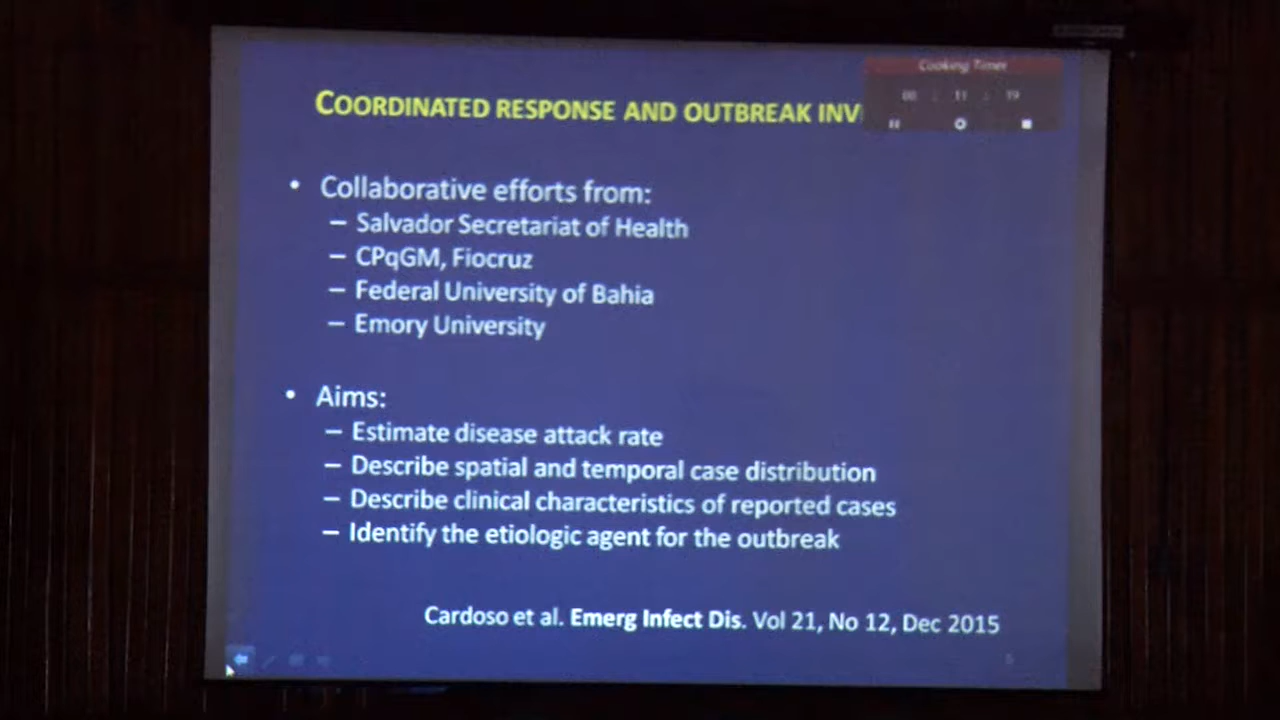 Cooking Timer
00 : 11 : 19
COORDINATED RESPONSE AND OUTBREAK INV
• Collaborative efforts from:
– Salvador Secretariat of Health
– CPqGM, Fiocruz
– Federal University of Bahia
– Emory University
• Aims:
– Estimate disease attack rate
– Describe spatial and temporal case distribution
– Describe clinical characteristics of reported cases
– Identify the etiologic agent for the outbreak
Cardoso et al. Emerg Infect Dis. Vol 21, No 12, Dec 2015